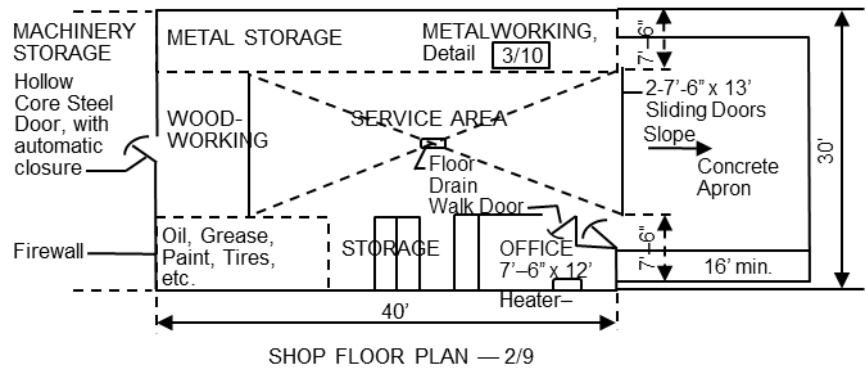 MACHINERY
STORAGE
Hollow
Core Steel
Door, with
automatic
closure
Firewall
METAL STORAGE
METALWORKING,
Detail 3/10
WOOD-
WORKING
SERVICE AREA
Floor
Drain
Walk Door
Oil, Grease,
Paint, Tires,
etc.
STORAGE
OFFICE
7'–6" x 12'
Heater–
7'–6"
2-7'-6" x 13'
Sliding Doors
Slope
Concrete
Apron
30'
7'–6"
16' min.
40'
SHOP FLOOR PLAN — 2/9